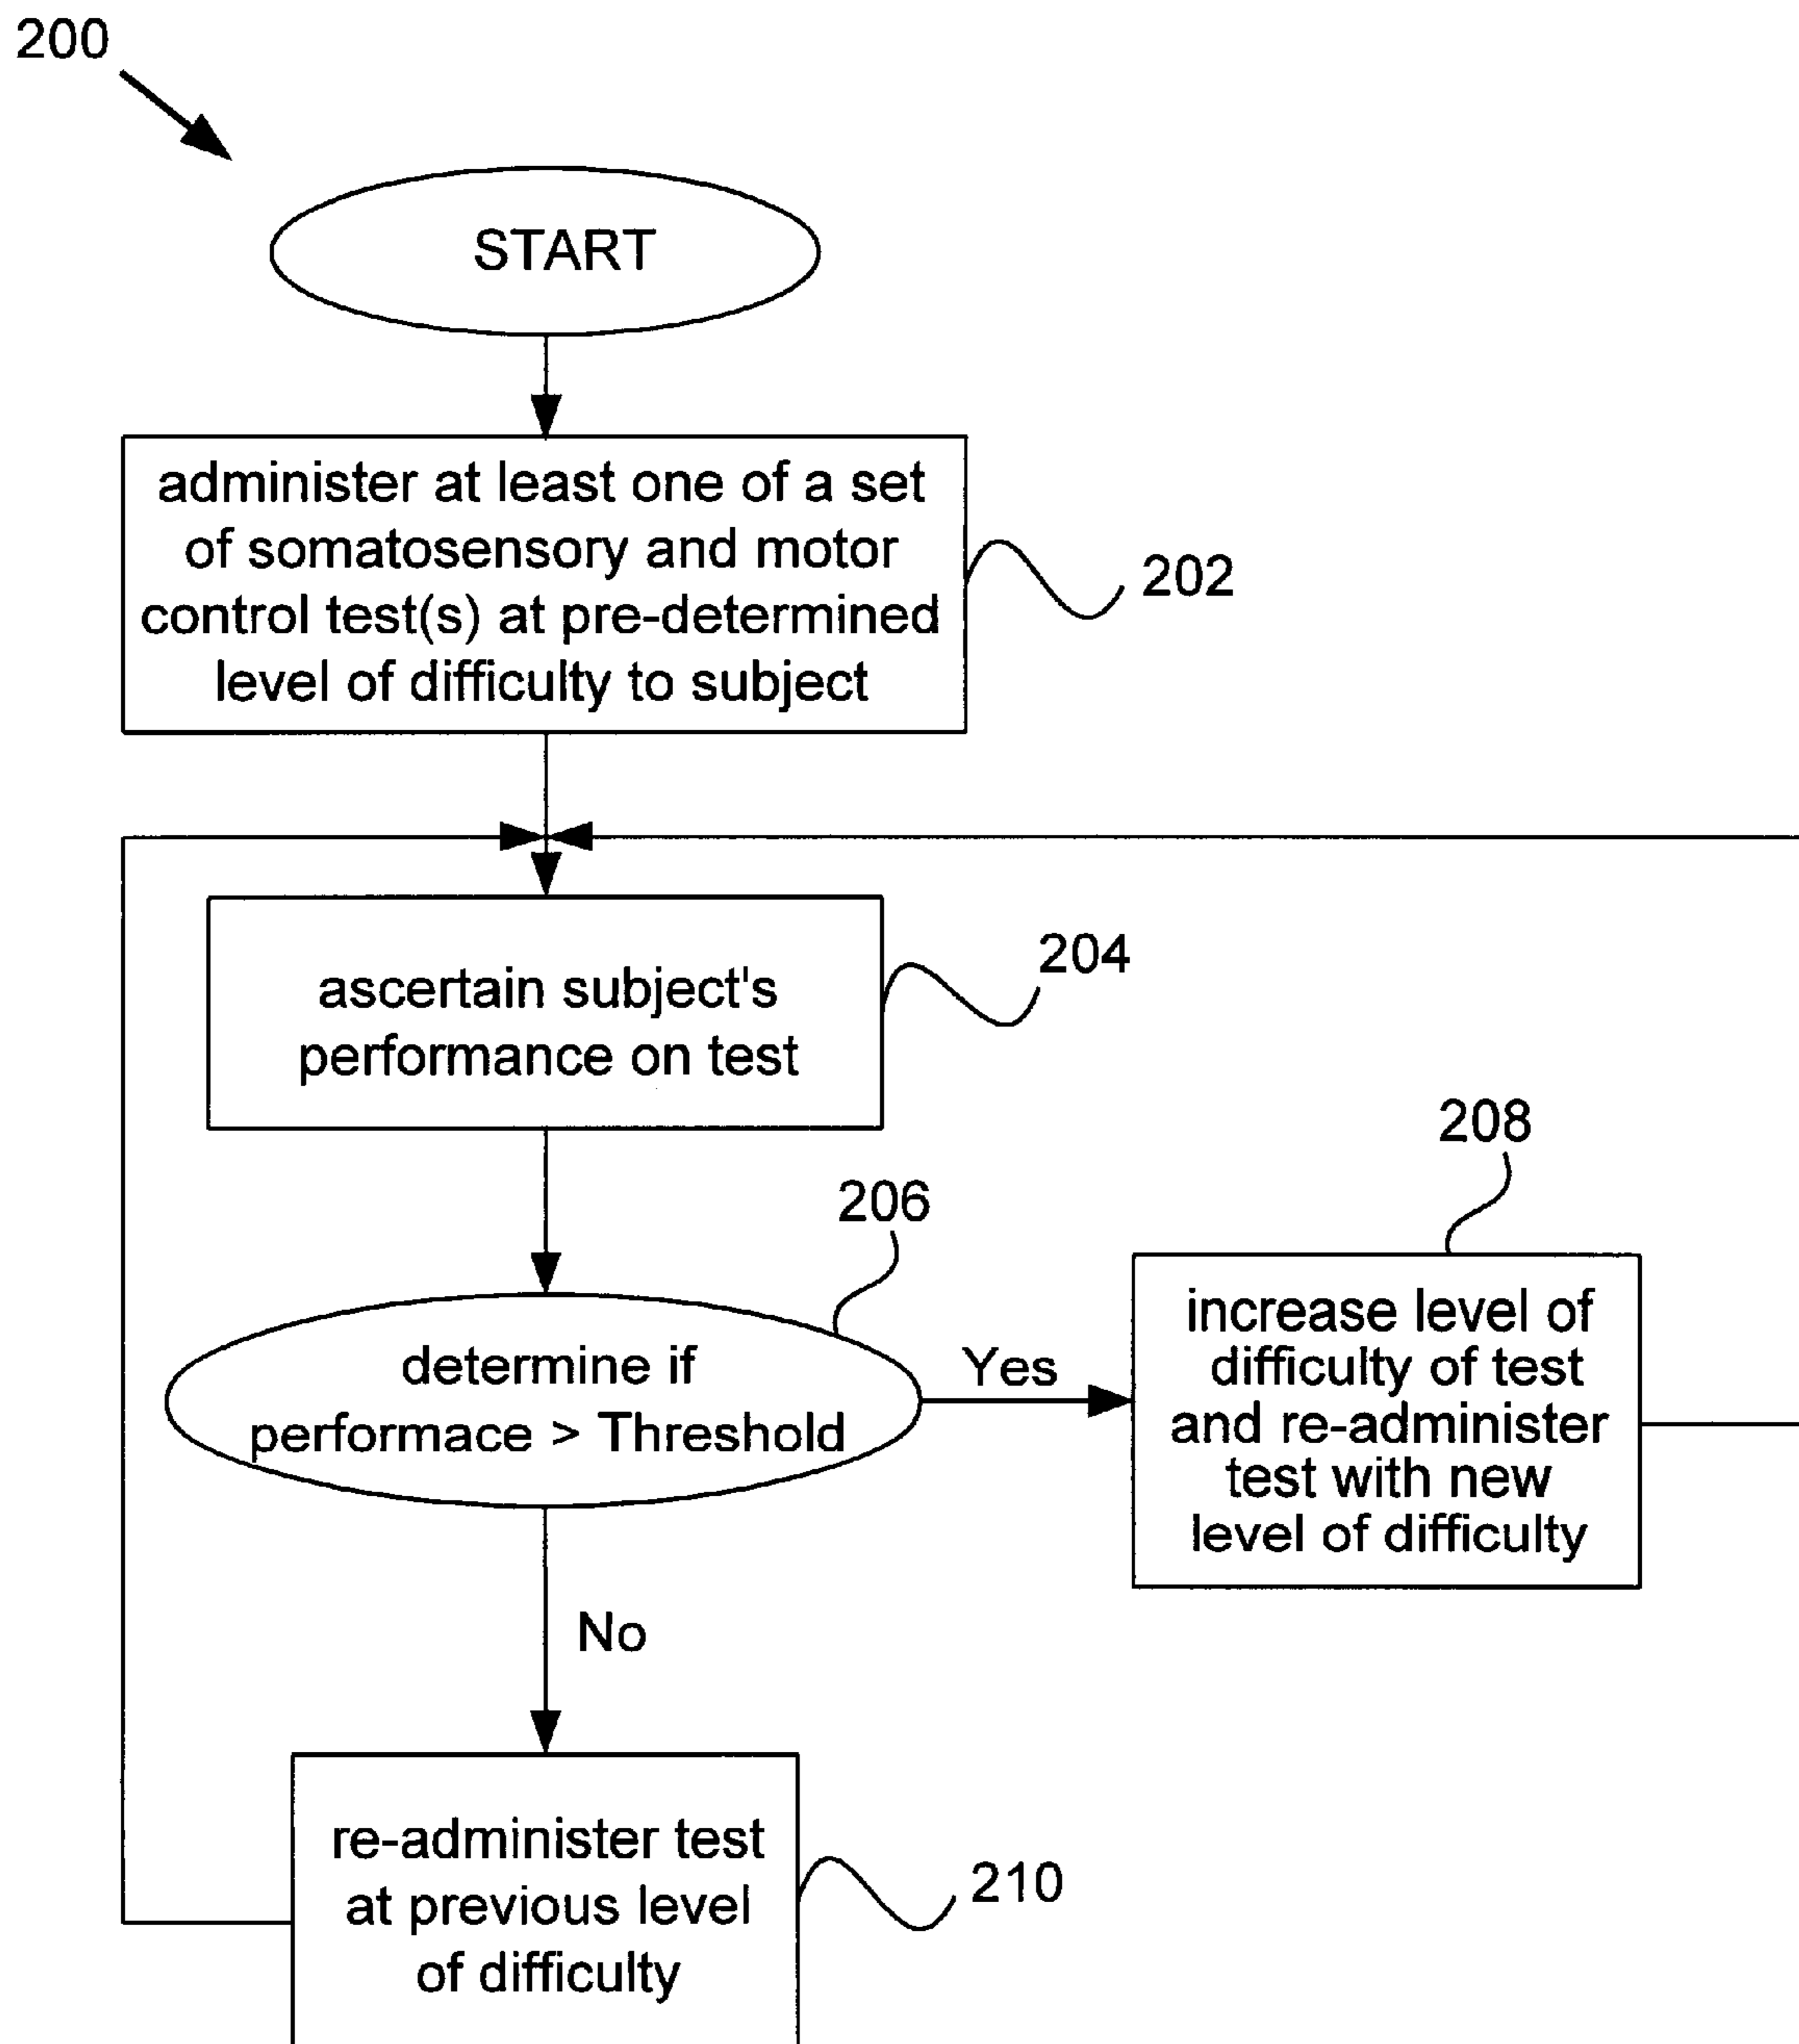 200
START
administer at least one of a set
of somatosensory and motor
control test(s) at pre-determined
level of difficulty to subject
202
ascertain subject's
performance on test
204
206
determine if
performace > Threshold
Yes
208
increase level of
difficulty of test
and re-administer
test with new
level of difficulty
No
re-administer test
at previous level
of difficulty
210